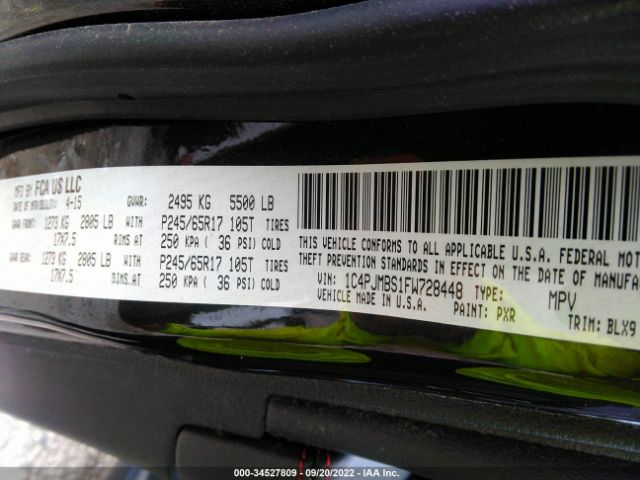 MFD BY FCA US LLC
DATE OF MFR: 4-15 GVWR: 2495 KG 5500 LB
GAWR FRONT: 1273 KG 2805 LB WITH P245/65R17 105T TIRES
17X7.5 RIMS AT 250 KPA ( 36 PSI) COLD
GAWR REAR: 1273 KG 2805 LB WITH P245/65R17 105T TIRES
17X7.5 RIMS AT 250 KPA ( 36 PSI) COLD
THIS VEHICLE CONFORMS TO ALL APPLICABLE U.S.A. FEDERAL MOT
THEFT PREVENTION STANDARDS IN EFFECT ON THE DATE OF MANUFA
VIN: 1C4PJMBS1FW728448 TYPE: MPV
VEHICLE MADE IN U.S.A. PAINT: PXR TRIM: BLX9
000-34527809 | 09/20/2022 - IAA Inc.